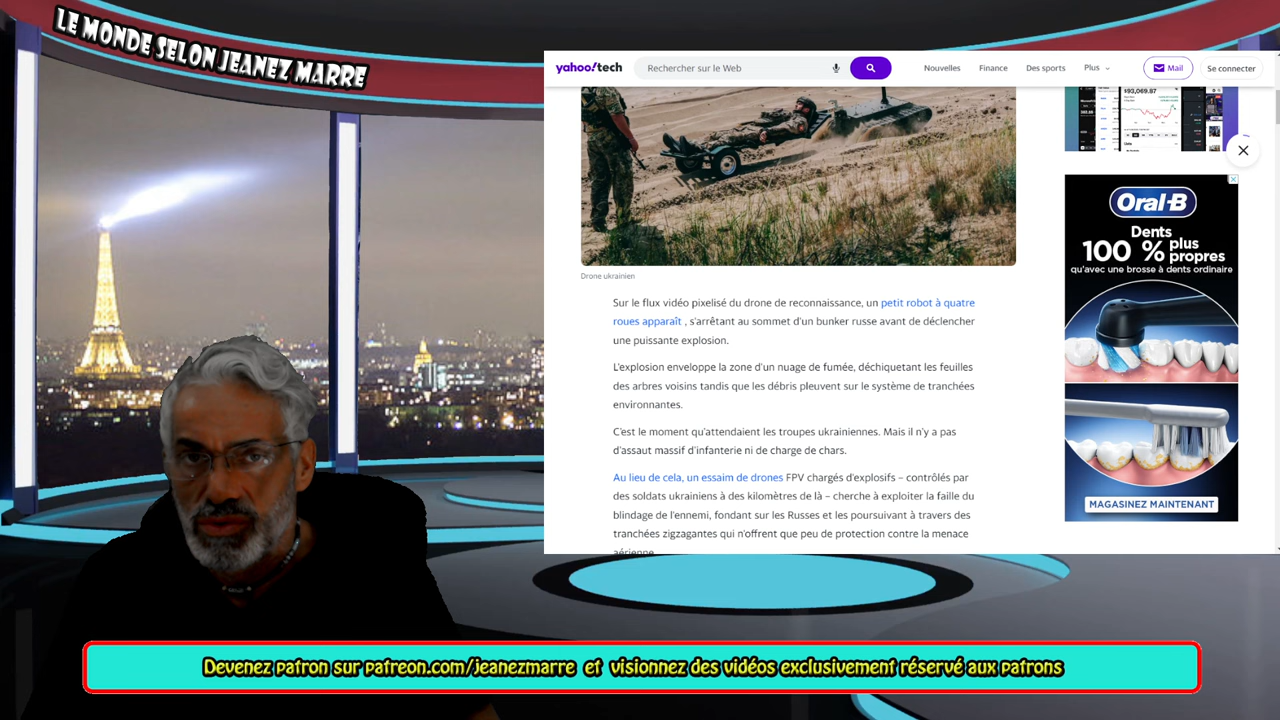 LE MONDE SELON JEANEZ MARRE
yahoo!tech
Rechercher sur le Web
Nouvelles
Finance
Des sports
Plus
Mail
Se connecter
$93,069.87
Drone ukrainien
Sur le flux vidéo pixelisé du drone de reconnaissance, un petit robot à quatre
roues apparaît , s'arrêtant au sommet d'un bunker russe avant de déclencher
une puissante explosion.
L'explosion enveloppe la zone d'un nuage de fumée, déchiquetant les feuilles
des arbres voisins tandis que les débris pleuvent sur le système de tranchées
environnantes.
C'est le moment qu'attendaient les troupes ukrainiennes. Mais il n'y a pas
d'assaut massif d'infanterie ni de charge de chars.
Au lieu de cela, un essaim de drones FPV chargés d'explosifs – contrôlés par
des soldats ukrainiens à des kilomètres de là – cherche à exploiter la faille du
blindage de l'ennemi, fondant sur les Russes et les poursuivant à travers des
tranchées zigzagantes qui n'offrent que peu de protection contre la menace
aérienne
Oral-B
Dents
100 % plus
propres
qu'avec une brosse à dents ordinaire
MAGASINEZ MAINTENANT
Devenez patron sur patreon.com/jeanezmarre et visionnez des vidéos exclusivement réservé aux patrons